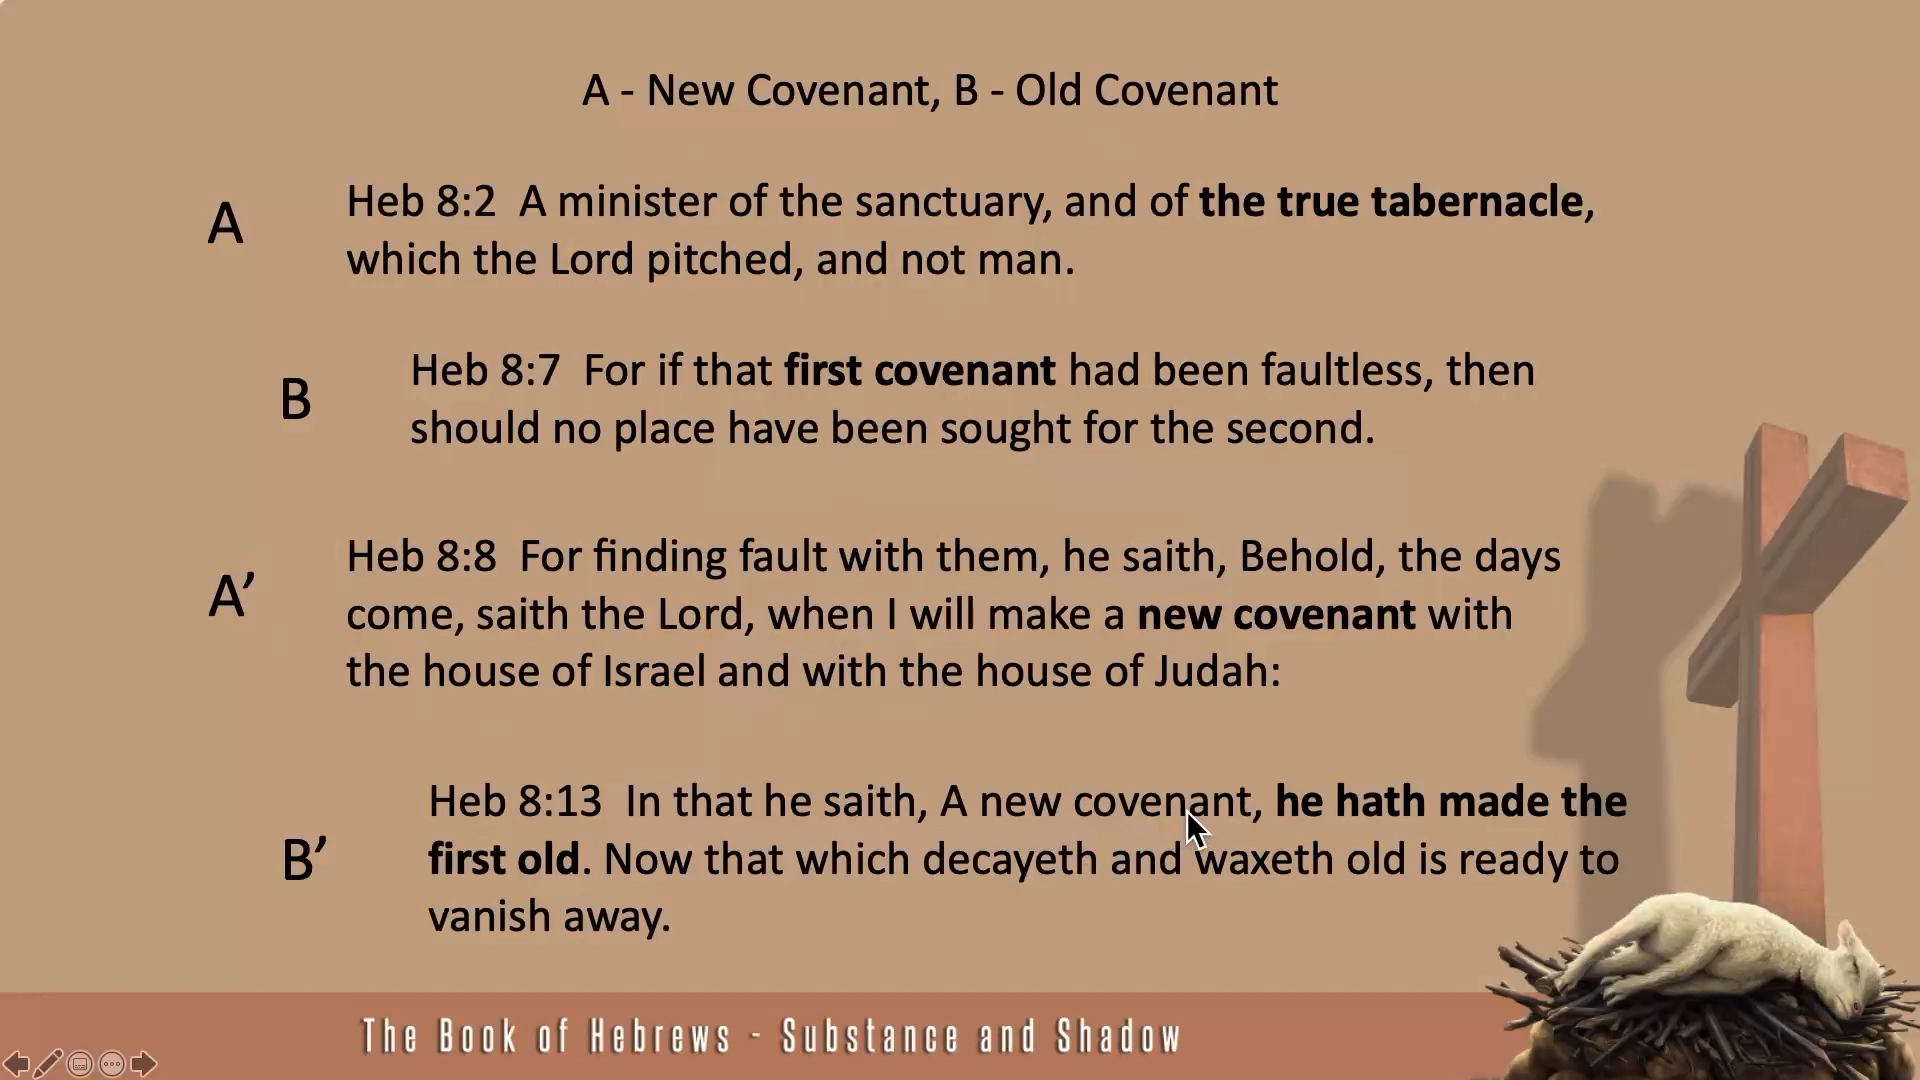 A - New Covenant, B - Old Covenant
A
Heb 8:2  A minister of the sanctuary, and of the true tabernacle,
which the Lord pitched, and not man.
B
Heb 8:7  For if that first covenant had been faultless, then
should no place have been sought for the second.
A’
Heb 8:8  For finding fault with them, he saith, Behold, the days
come, saith the Lord, when I will make a new covenant with
the house of Israel and with the house of Judah:
B’
Heb 8:13  In that he saith, A new covenant, he hath made the
first old. Now that which decayeth and waxeth old is ready to
vanish away.
The Book of Hebrews - Substance and Shadow